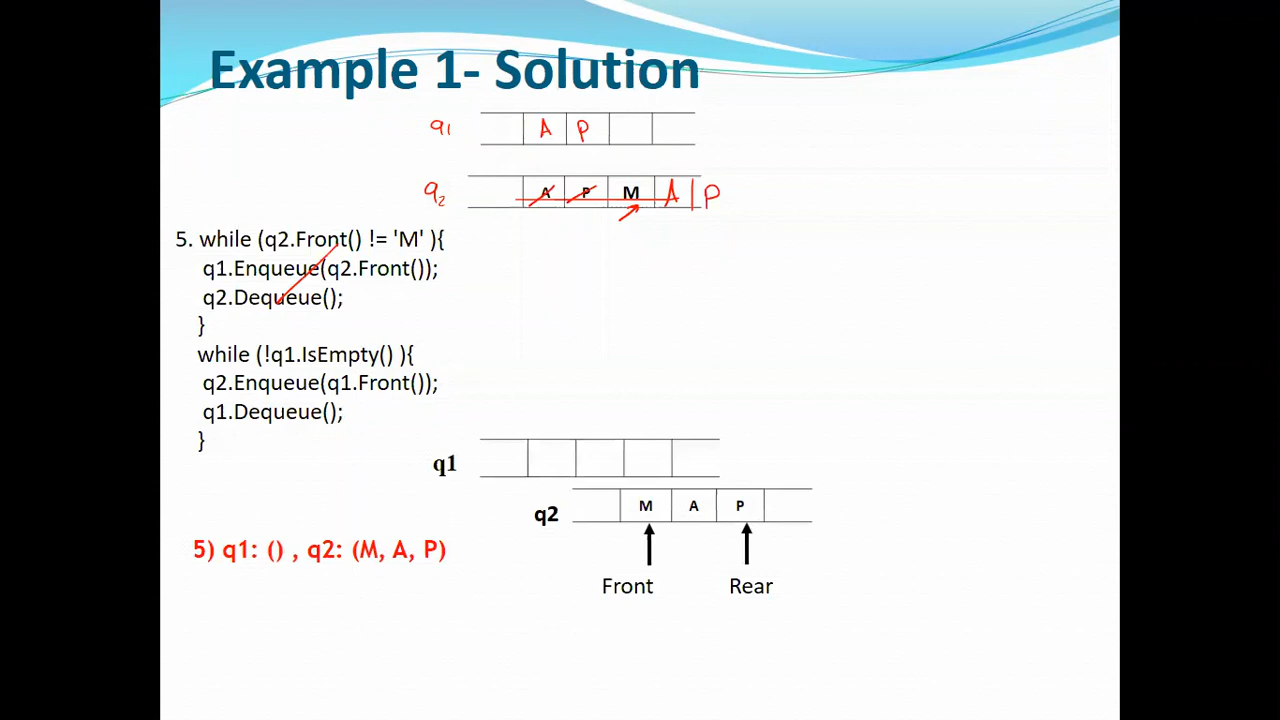 Example 1- Solution
q1 A P
q2 A P M A | P
5. while (q2.Front() != 'M' ){
q1.Enqueue(q2.Front());
q2.Dequeue();
}
while (!q1.IsEmpty() ){
q2.Enqueue(q1.Front());
q1.Dequeue();
}
q1
q2 M A P
5) q1: () , q2: (M, A, P)
Front Rear